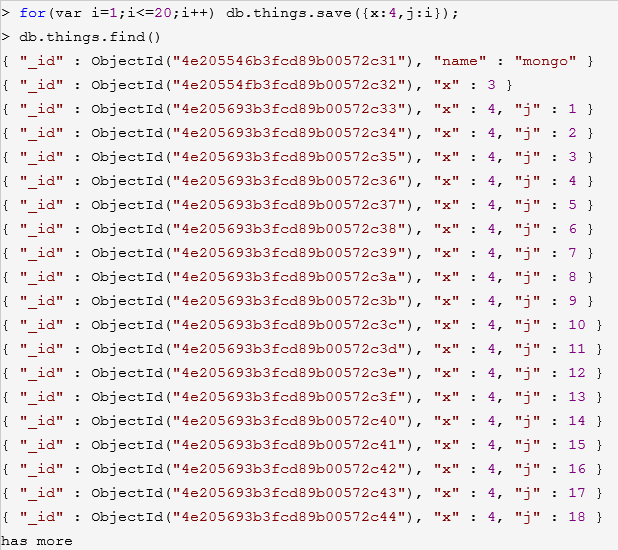 > for(var i=1;i<=20;i++) db.things.save({x:4,j:i});
> db.things.find()
{ "_id" : ObjectId("4e205546b3fcd89b00572c31"), "name" : "mongo" }
{ "_id" : ObjectId("4e20554fb3fcd89b00572c32"), "x" : 3 }
{ "_id" : ObjectId("4e205693b3fcd89b00572c33"), "x" : 4, "j" : 1 }
{ "_id" : ObjectId("4e205693b3fcd89b00572c34"), "x" : 4, "j" : 2 }
{ "_id" : ObjectId("4e205693b3fcd89b00572c35"), "x" : 4, "j" : 3 }
{ "_id" : ObjectId("4e205693b3fcd89b00572c36"), "x" : 4, "j" : 4 }
{ "_id" : ObjectId("4e205693b3fcd89b00572c37"), "x" : 4, "j" : 5 }
{ "_id" : ObjectId("4e205693b3fcd89b00572c38"), "x" : 4, "j" : 6 }
{ "_id" : ObjectId("4e205693b3fcd89b00572c39"), "x" : 4, "j" : 7 }
{ "_id" : ObjectId("4e205693b3fcd89b00572c3a"), "x" : 4, "j" : 8 }
{ "_id" : ObjectId("4e205693b3fcd89b00572c3b"), "x" : 4, "j" : 9 }
{ "_id" : ObjectId("4e205693b3fcd89b00572c3c"), "x" : 4, "j" : 10 }
{ "_id" : ObjectId("4e205693b3fcd89b00572c3d"), "x" : 4, "j" : 11 }
{ "_id" : ObjectId("4e205693b3fcd89b00572c3e"), "x" : 4, "j" : 12 }
{ "_id" : ObjectId("4e205693b3fcd89b00572c3f"), "x" : 4, "j" : 13 }
{ "_id" : ObjectId("4e205693b3fcd89b00572c40"), "x" : 4, "j" : 14 }
{ "_id" : ObjectId("4e205693b3fcd89b00572c41"), "x" : 4, "j" : 15 }
{ "_id" : ObjectId("4e205693b3fcd89b00572c42"), "x" : 4, "j" : 16 }
{ "_id" : ObjectId("4e205693b3fcd89b00572c43"), "x" : 4, "j" : 17 }
{ "_id" : ObjectId("4e205693b3fcd89b00572c44"), "x" : 4, "j" : 18 }
has more